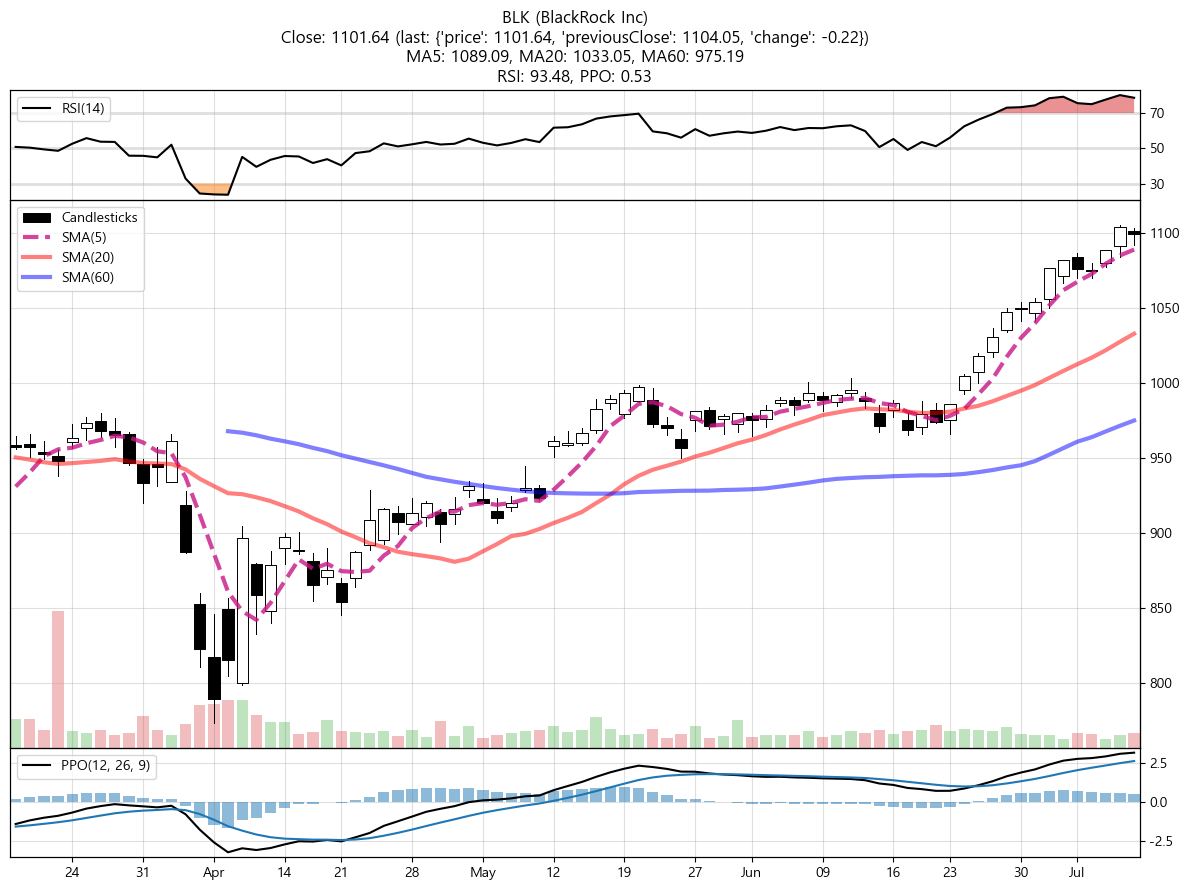 BLK (BlackRock Inc)
Close: 1101.64 (last: {'price': 1101.64, 'previousClose': 1104.05, 'change': -0.22})
MA5: 1089.09, MA20: 1033.05, MA60: 975.19
RSI: 93.48, PPO: 0.53
RSI(14)
70
50
30
Candlesticks
SMA(5)
SMA(20)
SMA(60)
1100
1050
1000
950
900
850
800
PPO(12, 26, 9)
2.5
0.0
-2.5
24 31 Apr 14 21 28 May 12 19 27 Jun 09 16 23 30 Jul